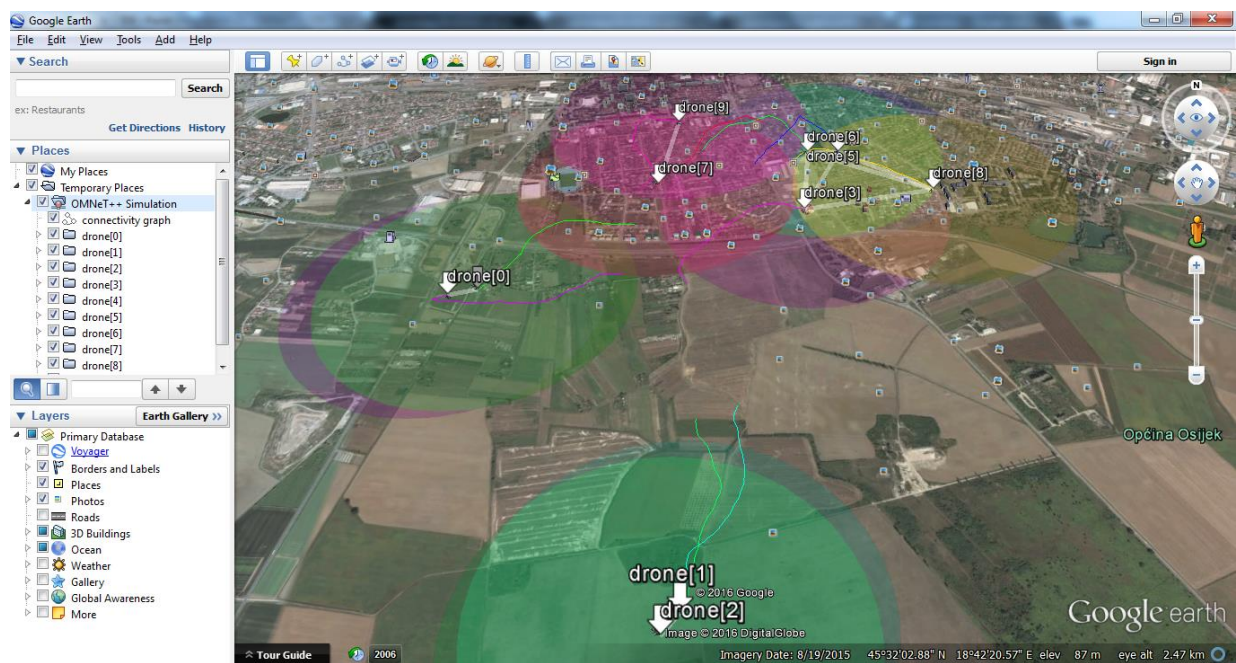 Google Earth
File Edit View Tools Add Help
Search
Sign in
Search
ex: Restaurants
Get Directions History
Places
My Places
Temporary Places
OMNeT++ Simulation
connectivity graph
drone[0]
drone[1]
drone[2]
drone[3]
drone[4]
drone[5]
drone[6]
drone[7]
drone[8]
Layers
Earth Gallery >>
Primary Database
Voyager
Borders and Labels
Places
Photos
Roads
3D Buildings
Ocean
Weather
Gallery
Global Awareness
More
N
drone[9]
drone[6]
drone[5]
drone[7]
drone[8]
drone[3]
drone[0]
Općina Osijek
drone[1]
© 2016 Google
drone[2]
Image © 2016 DigitalGlobe
Google earth
Tour Guide
2006
Imagery Date: 8/19/2015 45°32'02.88" N 18°42'20.57" E elev 87 m eye alt 2.47 km